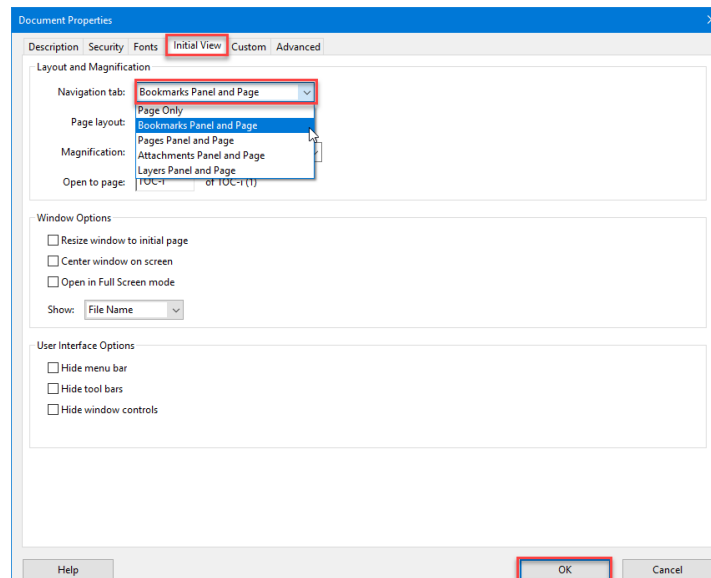 Document Properties
Description Security Fonts Initial View Custom Advanced
Layout and Magnification
Navigation tab: Bookmarks Panel and Page
Page Only
Page layout: Bookmarks Panel and Page
Pages Panel and Page
Magnification: Attachments Panel and Page
Layers Panel and Page
Open to page: TOC-i of TOC-i (1)
Window Options
Resize window to initial page
Center window on screen
Open in Full Screen mode
Show: File Name
User Interface Options
Hide menu bar
Hide tool bars
Hide window controls
Help OK Cancel